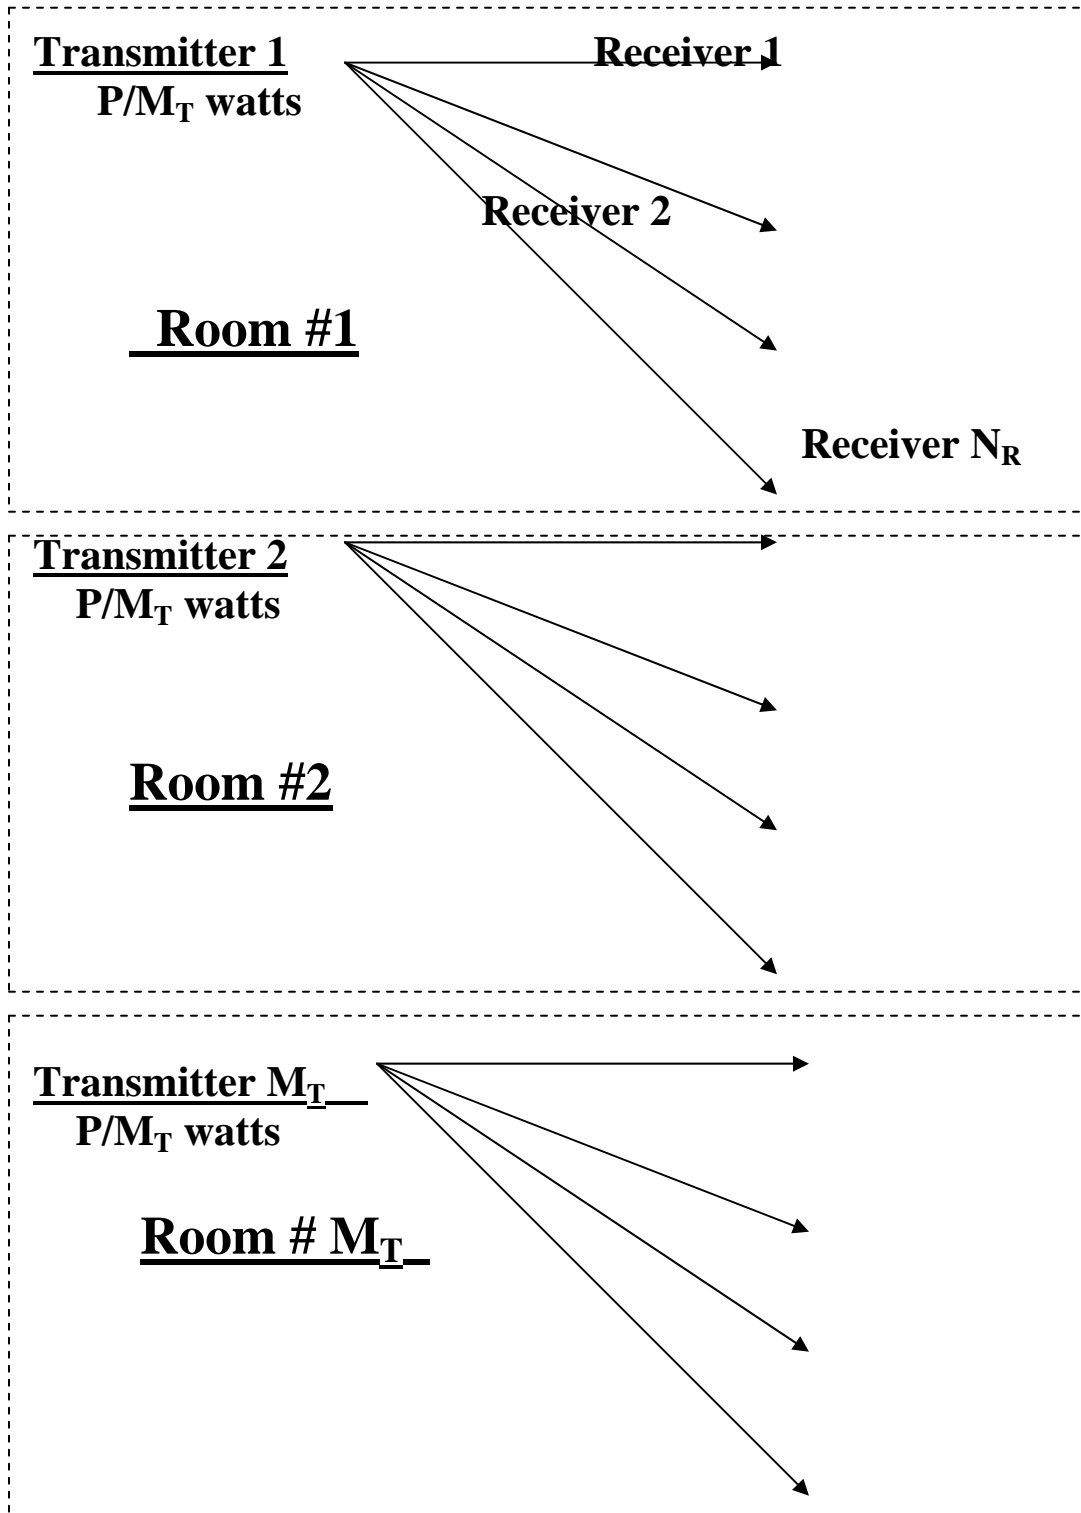 Transmitter 1
Receiver 1
P/M_T watts
Receiver 2
Room #1
Receiver N_R
Transmitter 2
P/M_T watts
Room #2
Transmitter M_T
P/M_T watts
Room # M_T